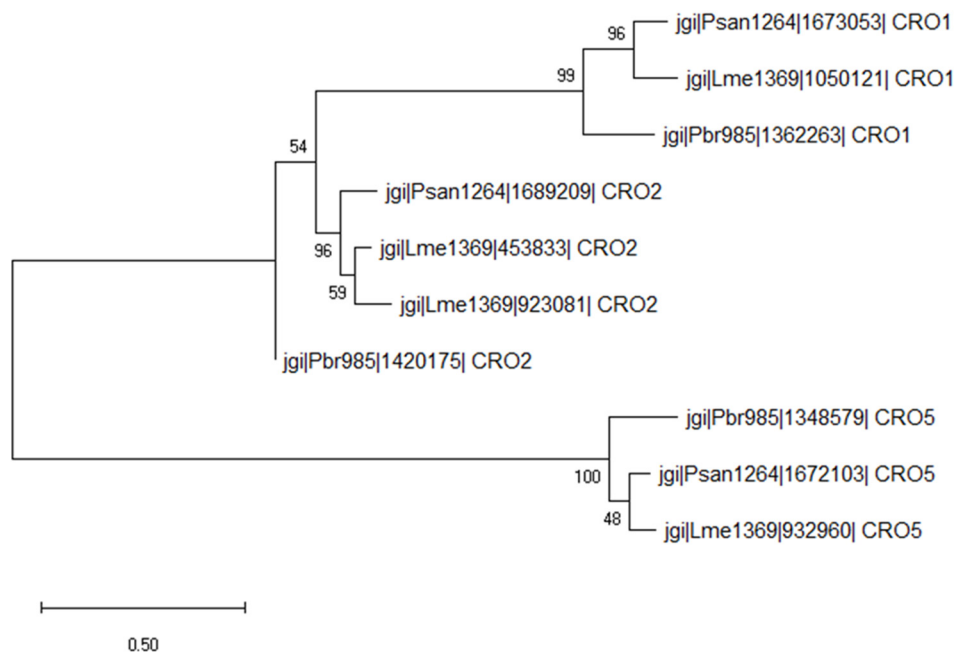 jgi|Psan1264|1673053| CRO1
96
jgi|Lme1369|1050121| CRO1
99
jgi|Pbr985|1362263| CRO1
54
jgi|Psan1264|1689209| CRO2
96
jgi|Lme1369|453833| CRO2
59
jgi|Lme1369|923081| CRO2
jgi|Pbr985|1420175| CRO2
jgi|Pbr985|1348579| CRO5
100
jgi|Psan1264|1672103| CRO5
48
jgi|Lme1369|932960| CRO5
0.50